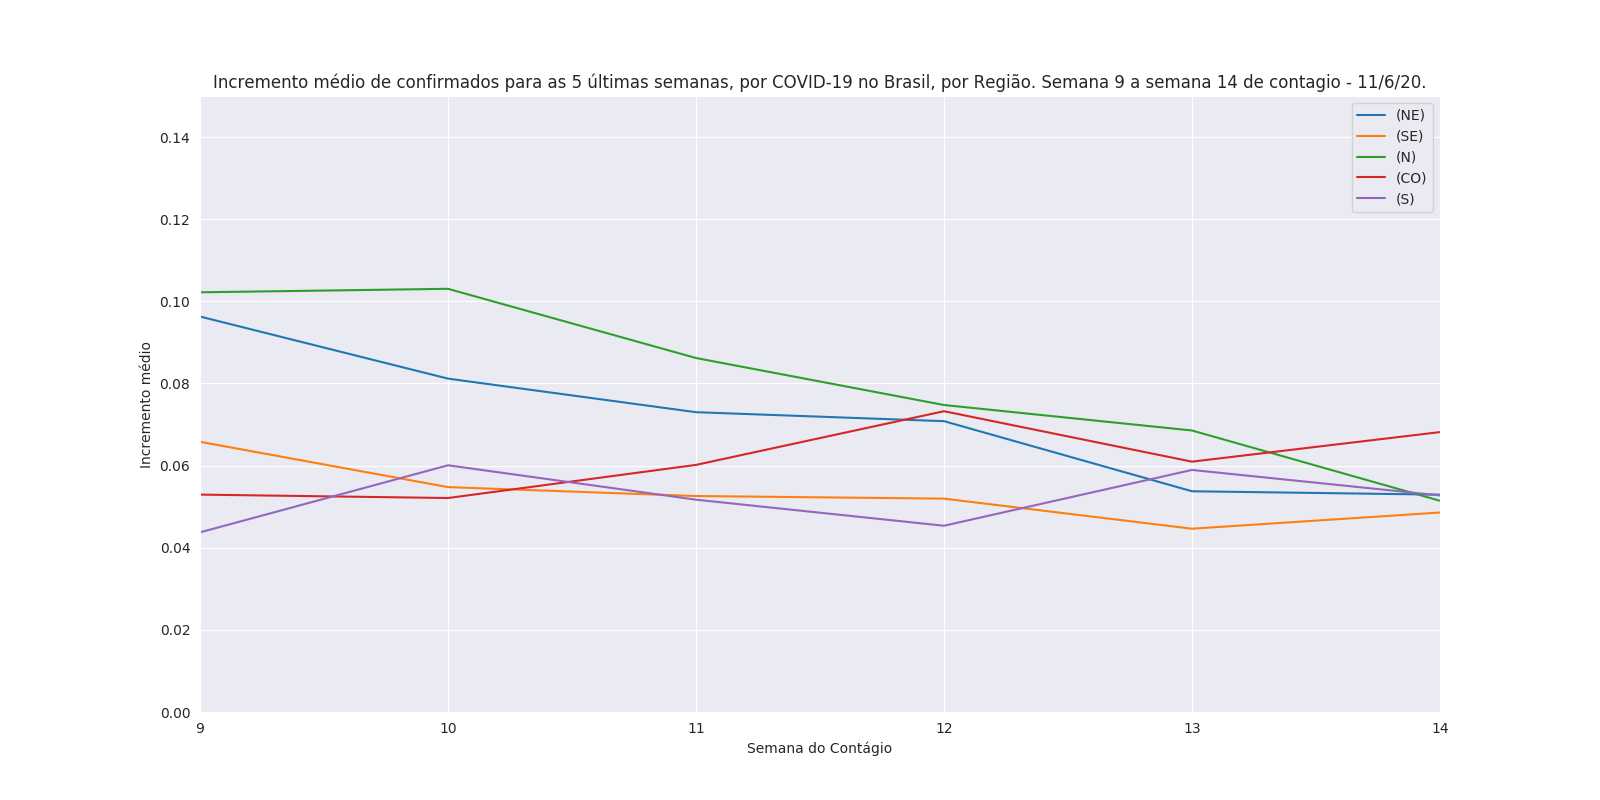 Incremento médio de confirmados para as 5 últimas semanas, por COVID-19 no Brasil, por Região. Semana 9 a semana 14 de contagio - 11/6/20.
(NE)
(SE)
(N)
(CO)
(S)
Incremento médio
0.14
0.12
0.10
0.08
0.06
0.04
0.02
0.00
9 10 11 12 13 14
Semana do Contágio